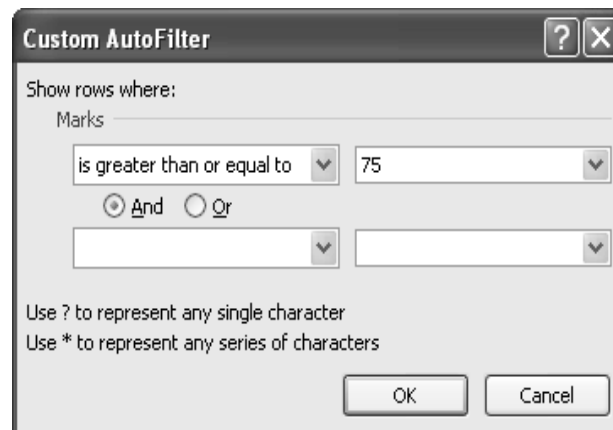 Custom AutoFilter ? X
Show rows where:
Marks
is greater than or equal to 75
And Or
Use ? to represent any single character
Use * to represent any series of characters
OK Cancel